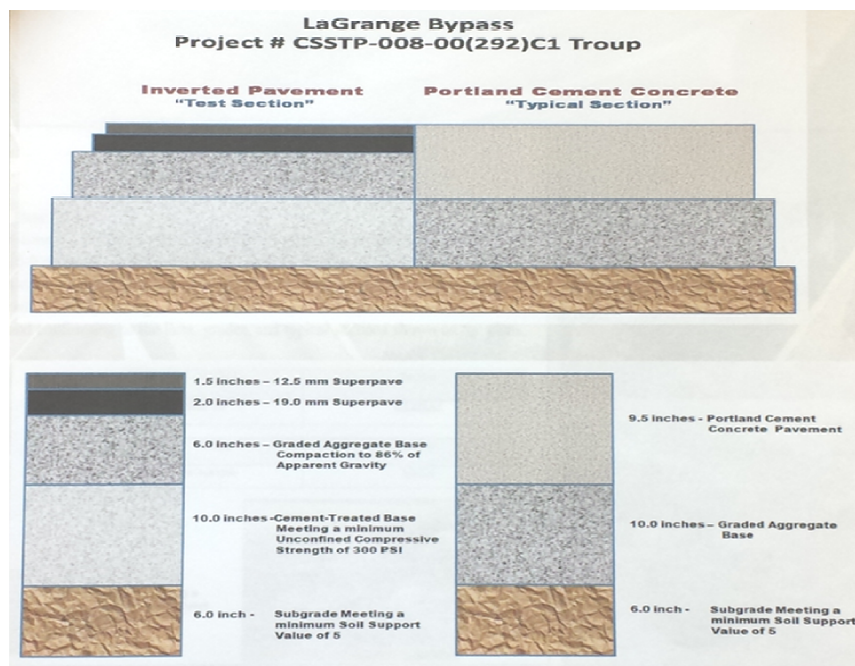 LaGrange Bypass
Project # CSSTP-008-00(292)C1 Troup
Inverted Pavement
"Test Section"
Portland Cement Concrete
"Typical Section"
1.5 inches – 12.5 mm Superpave
2.0 inches – 19.0 mm Superpave
6.0 inches – Graded Aggregate Base
Compaction to 86% of
Apparent Gravity
10.0 inches-Cement-Treated Base
Meeting a minimum
Unconfined Compressive
Strength of 300 PSI
6.0 inch - Subgrade Meeting a
minimum Soil Support
Value of 5
9.5 inches - Portland Cement
Concrete Pavement
10.0 inches – Graded Aggregate
Base
6.0 inch - Subgrade Meeting a
minimum Soil Support
Value of 5